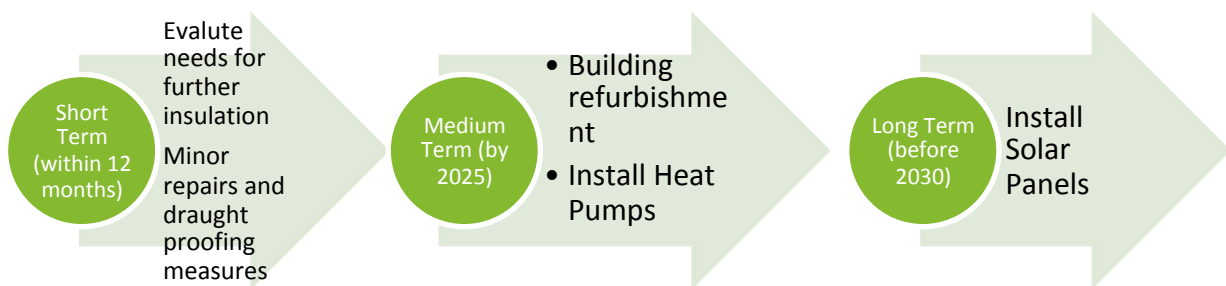 Short
Term
(within 12
months)
Evalute
needs for
further
insulation
Minor
repairs and
draught
proofing
measures
Medium
Term (by
2025)
• Building
refurbishme
nt
• Install Heat
Pumps
Long Term
(before
2030)
Install
Solar
Panels